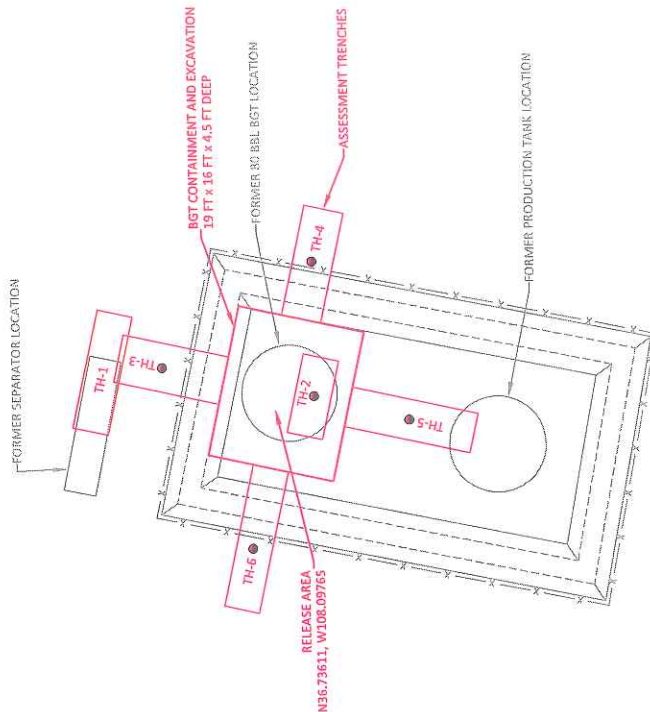 FORMER SEPARATOR LOCATION
BGT CONTAINMENT AND EXCAVATION
19 FT x 16 FT x 4.5 FT DEEP
FORMER 80 BBL BGT LOCATION
ASSESSMENT TRENCHES
FORMER PRODUCTION TANK LOCATION
TH-1
TH-3
TH-4
TH-2
TH-5
TH-6
RELEASE AREA
N36.73611, W108.09765
X X X X X X X X X X X X X X X X X X X X X X X X X X X